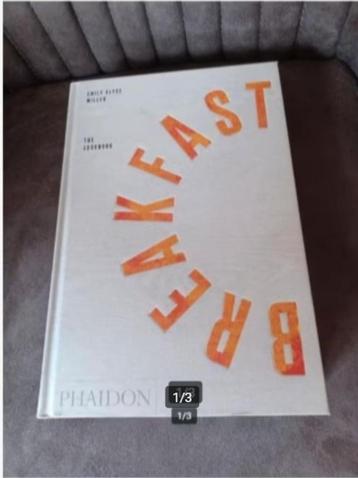 EMILY ELYSE
MILLER
THE
COOKBOOK
BREAKFAST
PHAIDON
1/3
1/3